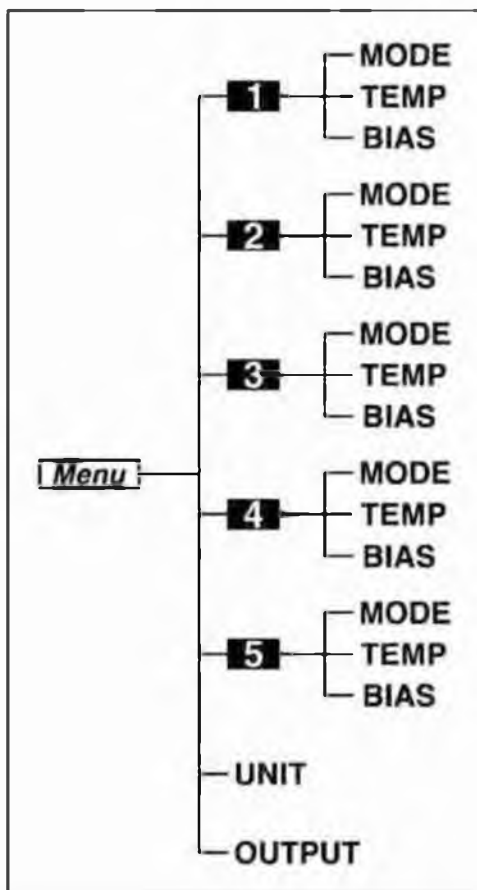 MODE
1 TEMP
BIAS
MODE
2 TEMP
BIAS
MODE
3 TEMP
BIAS
Menu
MODE
4 TEMP
BIAS
MODE
5 TEMP
BIAS
UNIT
OUTPUT